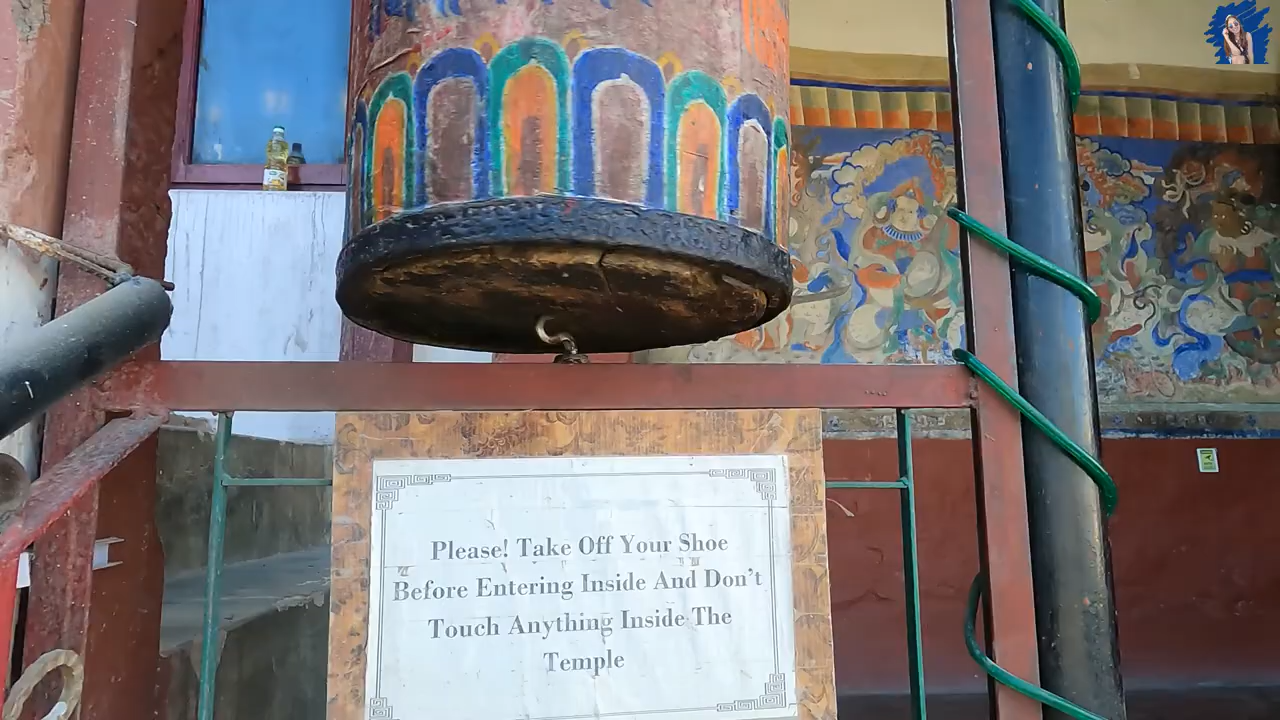 Please! Take Off Your Shoe
Before Entering Inside And Don't
Touch Anything Inside The
Temple